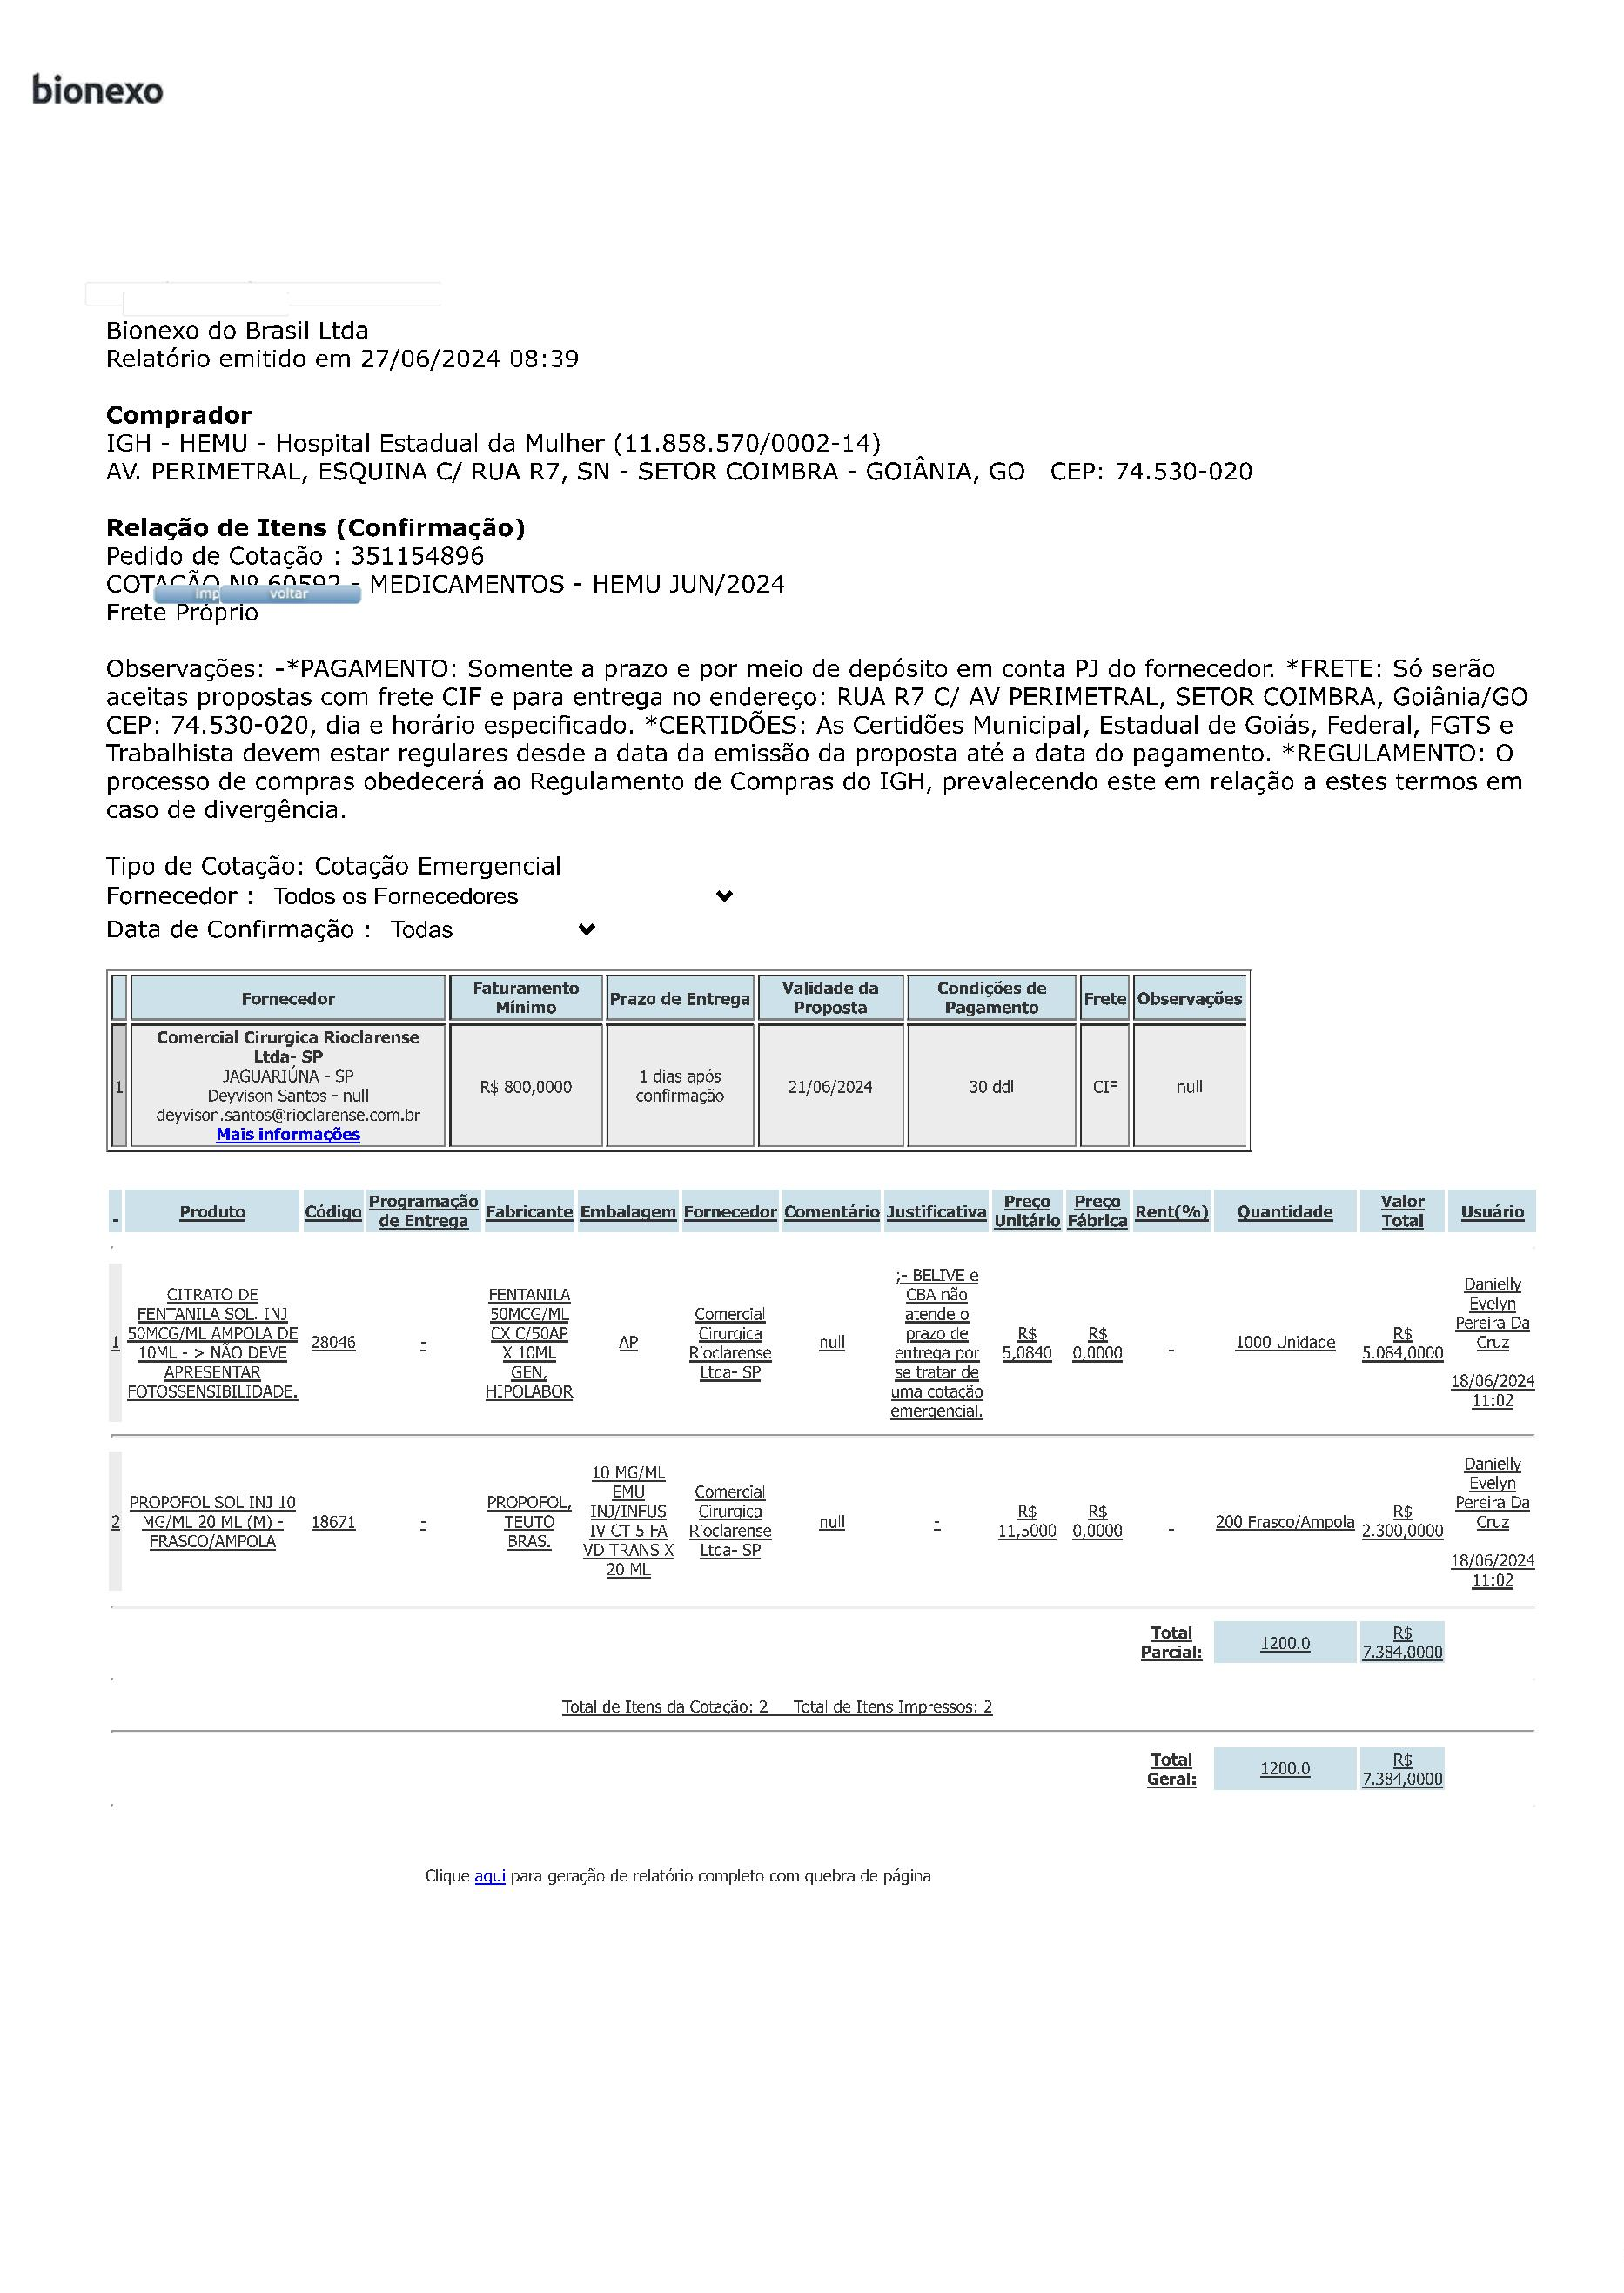 bionexo
Bionexo do Brasil Ltda
Relatório emitido em 27/06/2024 08:39
Comprador
IGH - HEMU - Hospital Estadual da Mulher (11.858.570/0002-14)
AV. PERIMETRAL, ESQUINA C/ RUA R7, SN - SETOR COIMBRA - GOIÂNIA, GO CEP: 74.530-020
Relação de Itens (Confirmação)
Pedido de Cotação : 351154896
COTAÇÃO Nº 60592 - MEDICAMENTOS - HEMU JUN/2024
imp voltar
Frete Próprio
Observações: -*PAGAMENTO: Somente a prazo e por meio de depósito em conta PJ do fornecedor. *FRETE: Só serão
aceitas propostas com frete CIF e para entrega no endereço: RUA R7 C/ AV PERIMETRAL, SETOR COIMBRA, Goiânia/GO
CEP: 74.530-020, dia e horário especificado. *CERTIDÕES: As Certidões Municipal, Estadual de Goiás, Federal, FGTS e
Trabalhista devem estar regulares desde a data da emissão da proposta até a data do pagamento. *REGULAMENTO: O
processo de compras obedecerá ao Regulamento de Compras do IGH, prevalecendo este em relação a estes termos em
caso de divergência.
Tipo de Cotação: Cotação Emergencial
Fornecedor : Todos os Fornecedores
Data de Confirmação : Todas
Fornecedor
Faturamento
Mínimo
Prazo de Entrega
Validade da
Proposta
Condições de
Pagamento
Frete
Observações
1
Comercial Cirurgica Rioclarense
Ltda- SP
JAGUARIÚNA - SP
Deyvison Santos - null
deyvison.santos@rioclarense.com.br
Mais informações
R$ 800,0000
1 dias após
confirmação
21/06/2024
30 ddl
CIF
null
-
Produto
Código
Programação
de Entrega
Fabricante
Embalagem
Fornecedor
Comentário
Justificativa
Preço
Unitário
Preço
Fábrica
Rent(%)
Quantidade
Valor
Total
Usuário
1
CITRATO DE
FENTANILA SOL. INJ
50MCG/ML AMPOLA DE
10ML - > NÃO DEVE
APRESENTAR
FOTOSSENSIBILIDADE.
28046
-
FENTANILA
50MCG/ML
CX C/50AP
X 10ML
GEN,
HIPOLABOR
AP
Comercial
Cirurgica
Rioclarense
Ltda- SP
null
;- BELIVE e
CBA não
atende o
prazo de
entrega por
se tratar de
uma cotação
emergencial.
R$
5,0840
R$
0,0000
-
1000 Unidade
R$
5.084,0000
Danielly
Evelyn
Pereira Da
Cruz
18/06/2024
11:02
2
PROPOFOL SOL INJ 10
MG/ML 20 ML (M) -
FRASCO/AMPOLA
18671
-
PROPOFOL,
TEUTO
BRAS.
10 MG/ML
EMU
INJ/INFUS
IV CT 5 FA
VD TRANS X
20 ML
Comercial
Cirurgica
Rioclarense
Ltda- SP
null
-
R$
11,5000
R$
0,0000
-
200 Frasco/Ampola
R$
2.300,0000
Danielly
Evelyn
Pereira Da
Cruz
18/06/2024
11:02
Total
Parcial:
1200.0
R$
7.384,0000
Total de Itens da Cotação: 2 Total de Itens Impressos: 2
Total
Geral:
1200.0
R$
7.384,0000
Clique aqui para geração de relatório completo com quebra de página